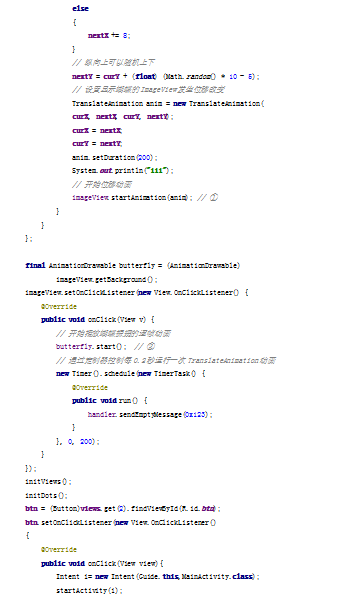 else
{
nextX += 8;
}
// 纵向上可以随机上下
nextY = curY + (float) (Math.random() * 10 - 5);
// 设置显示蝴蝶的ImageView发生位移改变
TranslateAnimation anim = new TranslateAnimation(
curX, nextX, curY, nextY);
curX = nextX;
curY = nextY;
anim.setDuration(200);
System.out.println("111");
// 开始位移动画
imageView.startAnimation(anim); // ①
}
}
};
final AnimationDrawable butterfly = (AnimationDrawable)
imageView.getBackground();
imageView.setOnClickListener(new View.OnClickListener() {
@Override
public void onClick(View v) {
// 开始播放蝴蝶振翅的逐帧动画
butterfly.start(); // ②
// 通过定制器控制每0.2秒运行一次TranslateAnimation动画
new Timer().schedule(new TimerTask() {
@Override
public void run() {
handler.sendEmptyMessage(0x123);
}
}, 0, 200);
}
});
initViews();
initDots();
btn = (Button)views.get(2).findViewById(R.id.btn);
btn.setOnClickListener(new View.OnClickListener()
{
@Override
public void onClick(View view){
Intent i= new Intent(Guide.this,MainActivity.class);
startActivity(i);